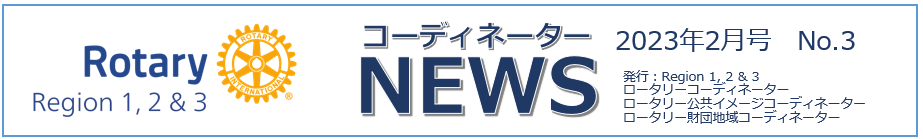 Rotary
Region 1, 2 & 3
ROTARY
INTERNATIONAL
コーディネーター
NEWS
2023年2月号 No.3
発行:Region 1, 2 & 3
ロータリーコーディネーター
ロータリー公共イメージコーディネーター
ロータリー財団地域コーディネーター